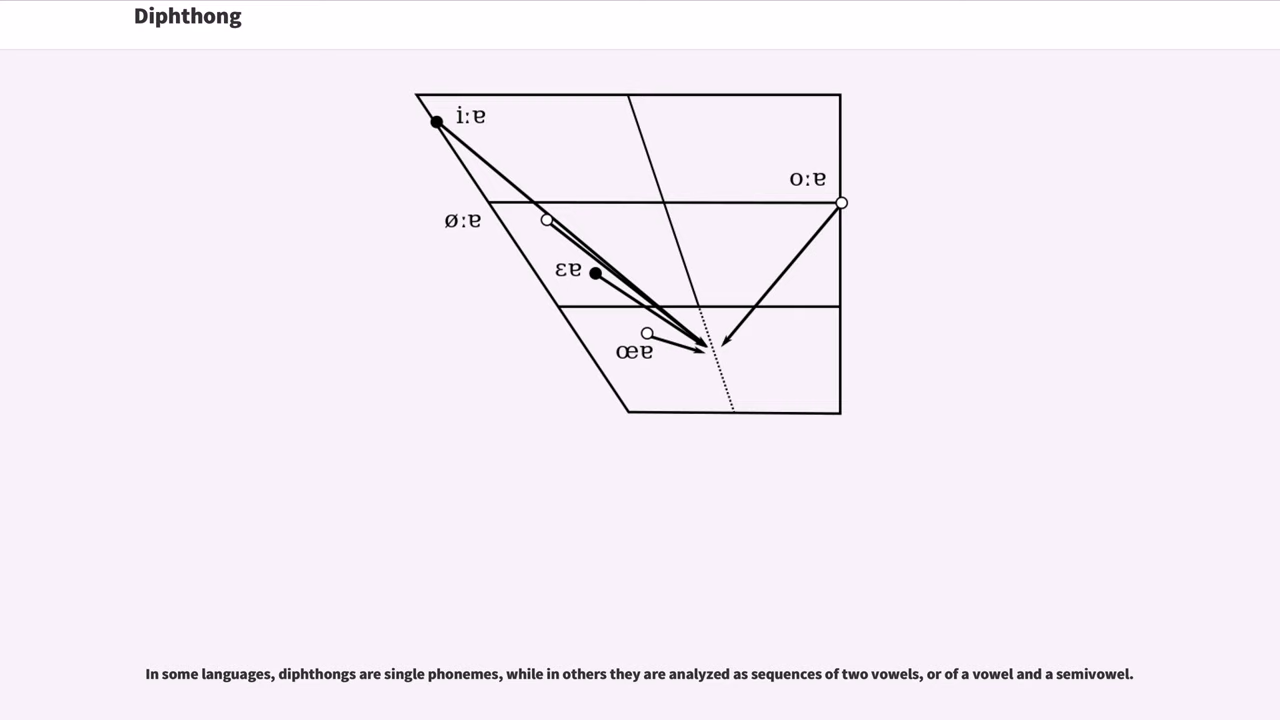 Diphthong
iːɐ
oːɐ
øːɐ
ɛɐ
œɐ
In some languages, diphthongs are single phonemes, while in others they are analyzed as sequences of two vowels, or of a vowel and a semivowel.